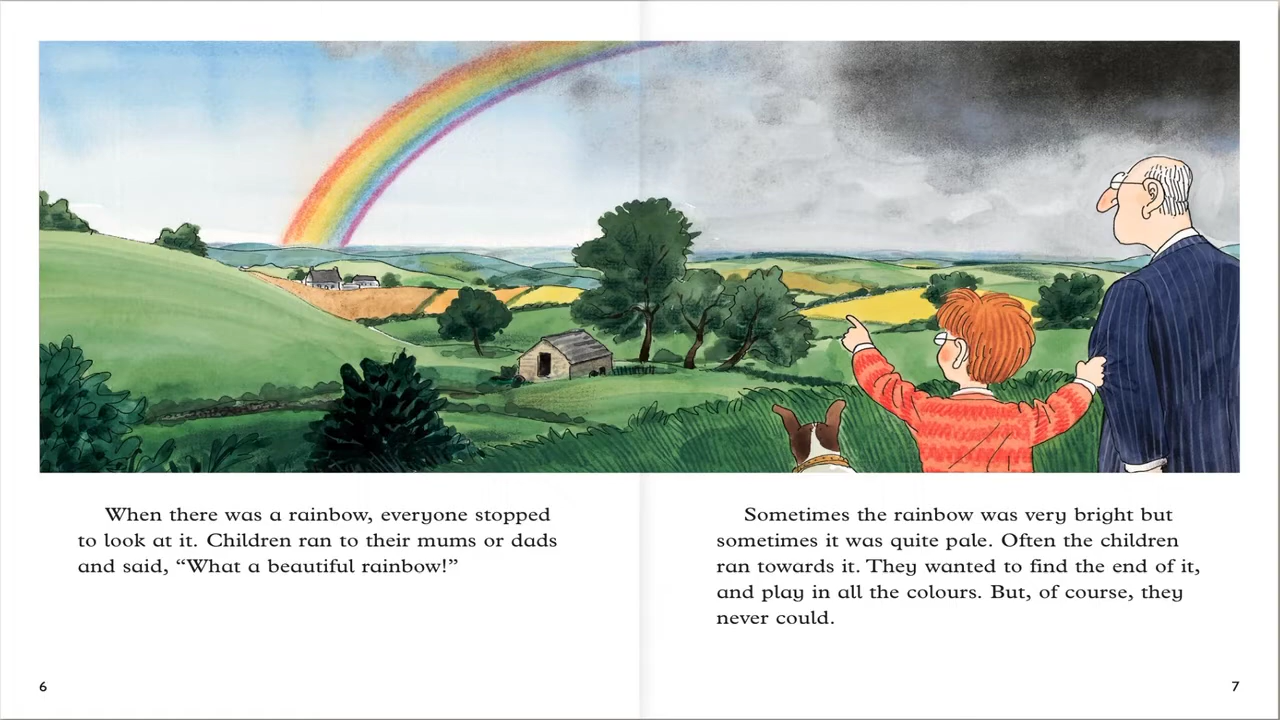 When there was a rainbow, everyone stopped
to look at it. Children ran to their mums or dads
and said, “What a beautiful rainbow!”
6
Sometimes the rainbow was very bright but
sometimes it was quite pale. Often the children
ran towards it. They wanted to find the end of it,
and play in all the colours. But, of course, they
never could.
7